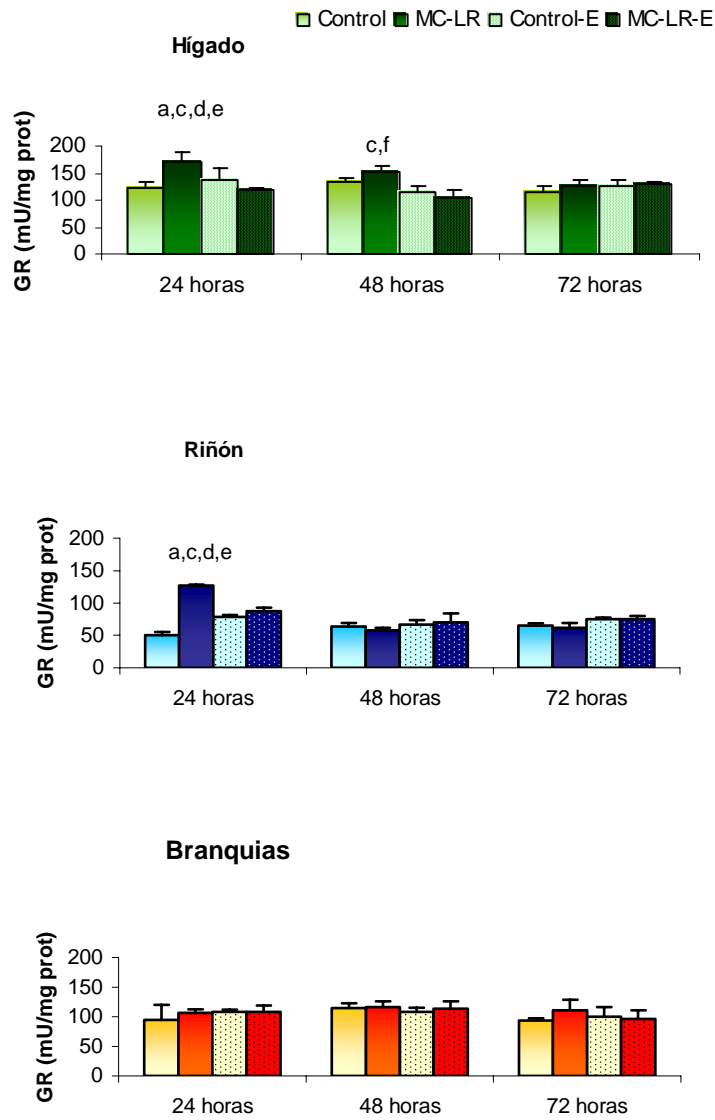 Control MC-LR Control-E MC-LR-E
Hígado
a,c,d,e
c,f
200
150
100
50
0
GR (mU/mg prot)
24 horas 48 horas 72 horas
Riñón
a,c,d,e
200
150
100
50
0
GR (mU/mg prot)
24 horas 48 horas 72 horas
Branquias
200
150
100
50
0
GR (mU/mg prot)
24 horas 48 horas 72 horas